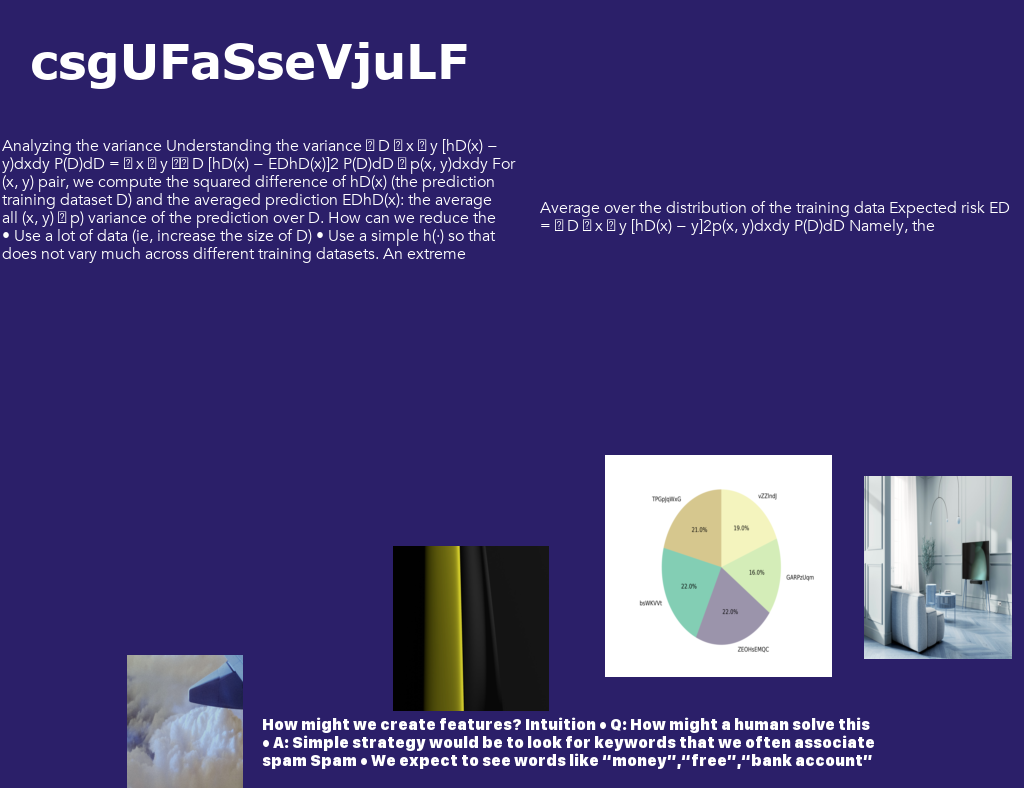 csgUFaSseVjuLF
Analyzing the variance Understanding the variance � D � x � y [hD(x) −
y)dxdy P(D)dD = � x � y �� D [hD(x) − EDhD(x)]2 P(D)dD � p(x, y)dxdy For
(x, y) pair, we compute the squared difference of hD(x) (the prediction
training dataset D) and the averaged prediction EDhD(x): the average
all (x, y) � p) variance of the prediction over D. How can we reduce the
• Use a lot of data (ie, increase the size of D) • Use a simple h(·) so that
does not vary much across different training datasets. An extreme
Average over the distribution of the training data Expected risk ED
= � D � x � y [hD(x) − y]2p(x, y)dxdy P(D)dD Namely, the
TPGpJqWxG
vZZIndJ
21.0%
19.0%
16.0%
GARPzUqm
22.0%
bsWKVVt
22.0%
ZEOHsEMQC
How might we create features? Intuition • Q: How might a human solve this
• A: Simple strategy would be to look for keywords that we often associate
spam Spam • We expect to see words like “money”,“free”,“bank account”